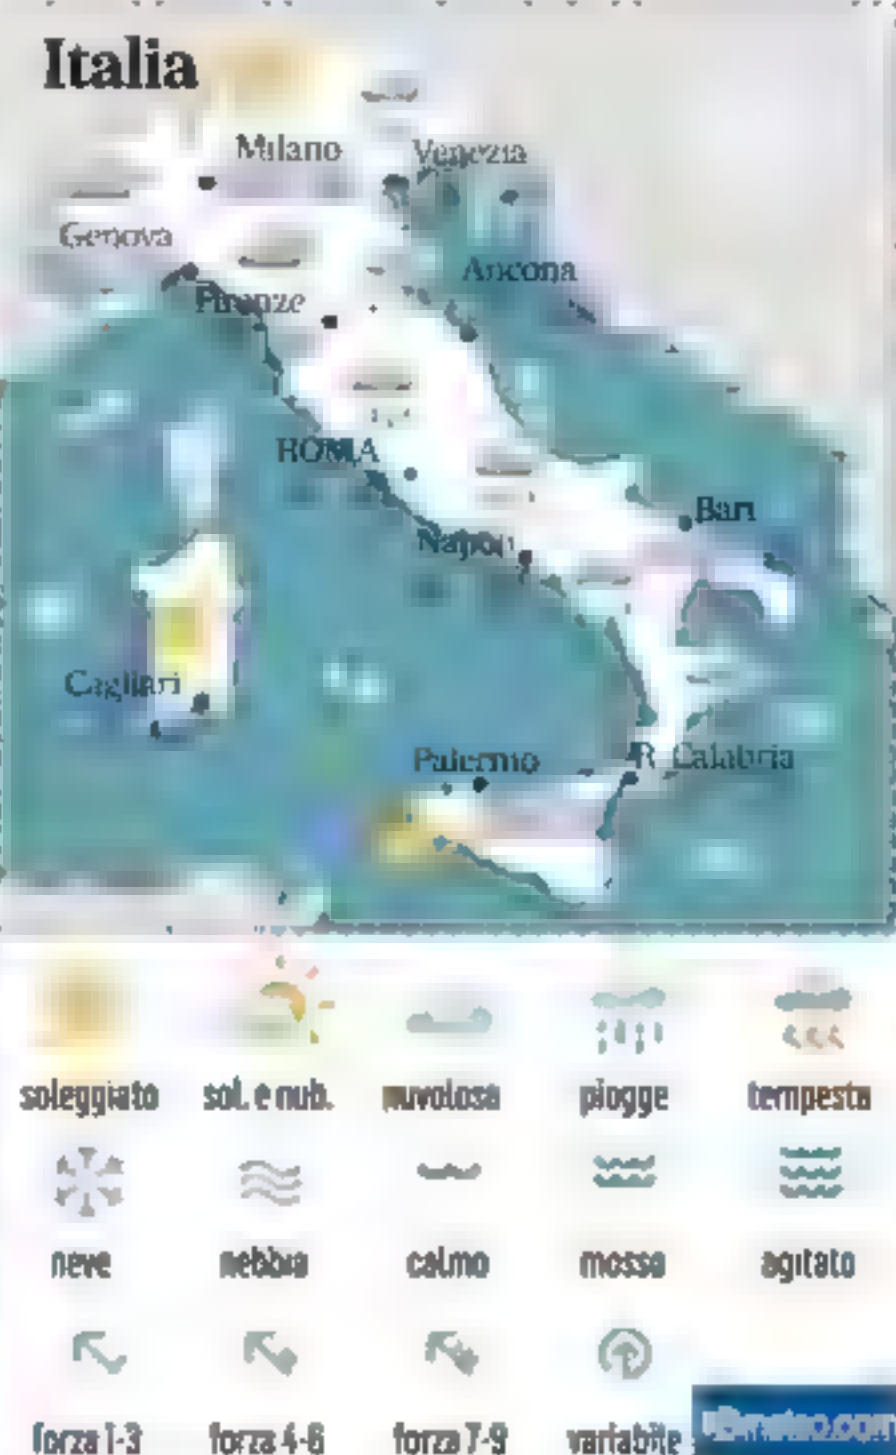 Italia
Milano Venezia
Genova
Ancona
Firenze
ROMA
Bari
Napoli
Cagliari
Palermo R. Calabria
soleggiato sol. e nub. nuvoloso piogge tempesta
neve nebbia calmo mosso agitato
forza 1-3 forza 4-6 forza 7-9 variabile